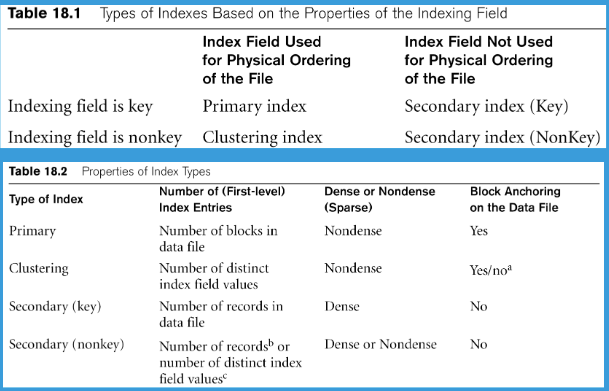 Table 18.1 Types of Indexes Based on the Properties of the Indexing Field
Index Field Used Index Field Not Used
for Physical Ordering for Physical Ordering
of the File of the File
Indexing field is key Primary index Secondary index (Key)
Indexing field is nonkey Clustering index Secondary index (NonKey)
Table 18.2 Properties of Index Types
Number of (First-level) Dense or Nondense Block Anchoring
Type of Index Index Entries (Sparse) on the Data File
Primary Number of blocks in Nondense Yes
data file
Clustering Number of distinct Nondense Yes/noᵃ
index field values
Secondary (key) Number of records in Dense No
data file
Secondary (nonkey) Number of recordsᵇ or Dense or Nondense No
number of distinct index
field valuesᶜ